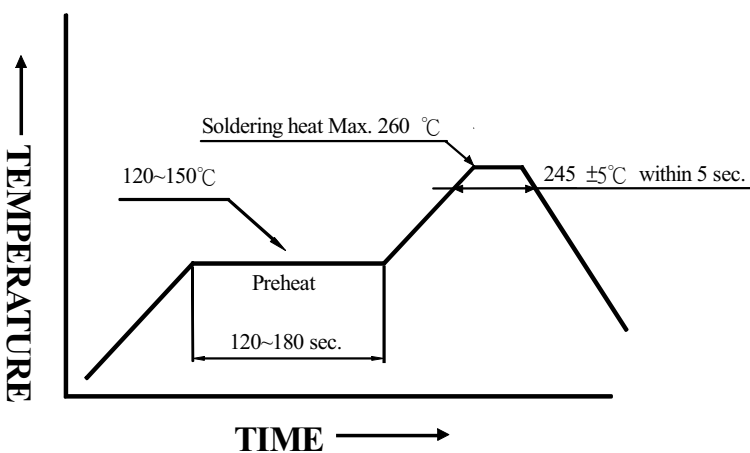 Soldering heat Max. 260 ℃
120~150℃
245 ±5℃ within 5 sec.
Preheat
120~180 sec.
TEMPERATURE
TIME